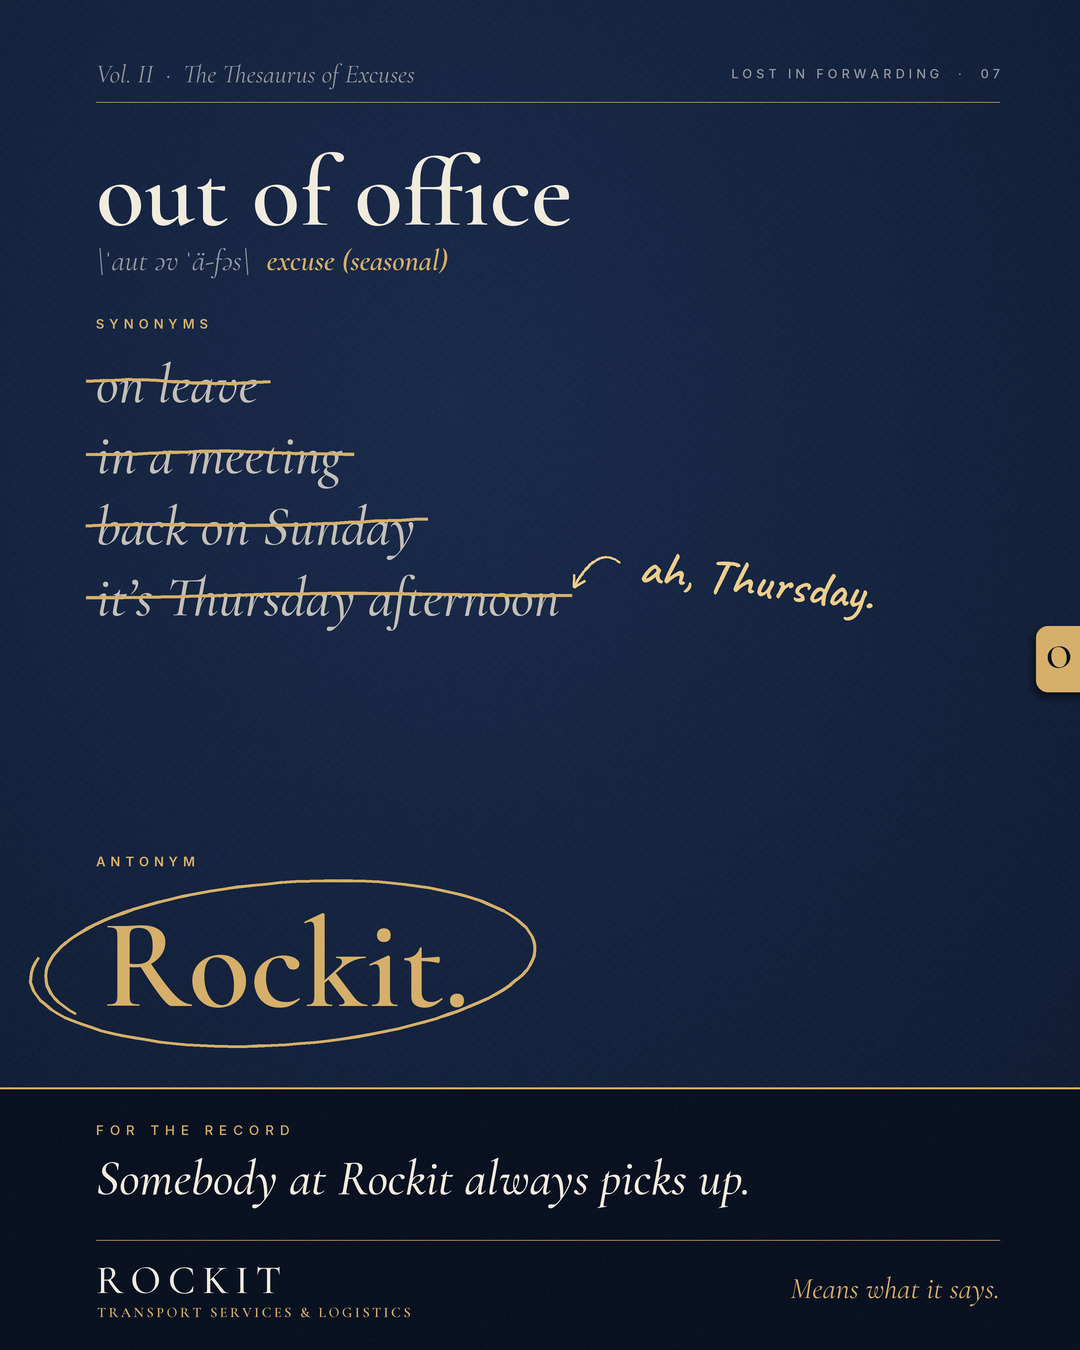 Vol. II · The Thesaurus of Excuses
LOST IN FORWARDING · 07
out of office
\ˈaut əv ˈä-fəs\ excuse (seasonal)
SYNONYMS
on leave
in a meeting
back on Sunday
it's Thursday afternoon
ah, Thursday.
O
ANTONYM
Rockit.
FOR THE RECORD
Somebody at Rockit always picks up.
ROCKIT
TRANSPORT SERVICES & LOGISTICS
Means what it says.